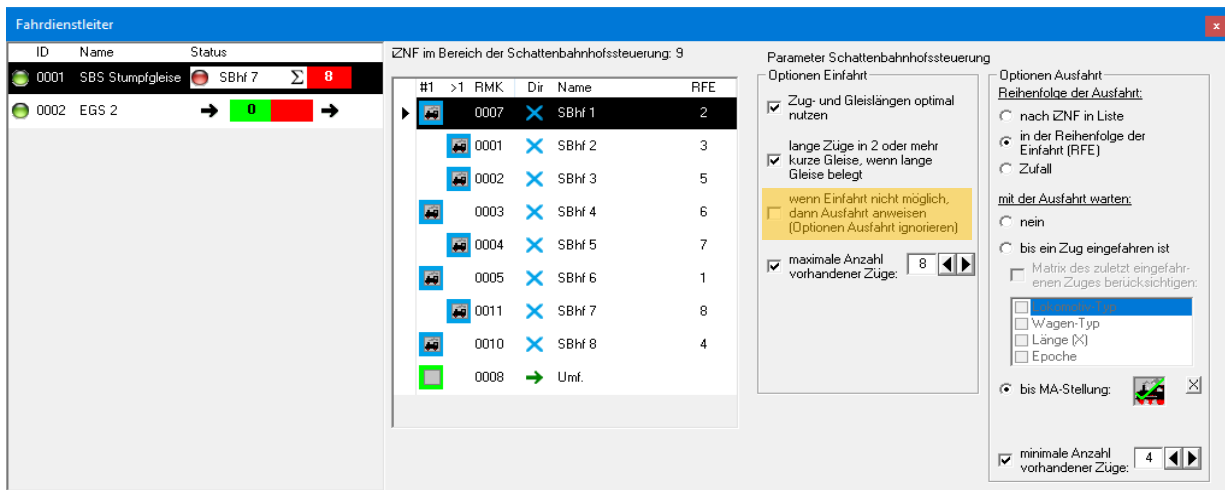 Fahrdienstleiter
x
ID Name Status
0001 SBS Stumpfgleise SBhf 7 Σ 8
0002 EGS 2 0
iZNF im Bereich der Schattenbahnhofssteuerung: 9
#1 >1 RMK Dir Name RFE
0007 SBhf 1 2
0001 SBhf 2 3
0002 SBhf 3 5
0003 SBhf 4 6
0004 SBhf 5 7
0005 SBhf 6 1
0011 SBhf 7 8
0010 SBhf 8 4
0008 Umf.
Parameter Schattenbahnhofssteuerung
Optionen Einfahrt
Zug- und Gleislängen optimal
nutzen
lange Züge in 2 oder mehr
kurze Gleise, wenn lange
Gleise belegt
wenn Einfahrt nicht möglich,
dann Ausfahrt anweisen
(Optionen Ausfahrt ignorieren)
maximale Anzahl
vorhandener Züge: 8
Optionen Ausfahrt
Reihenfolge der Ausfahrt:
nach iZNF in Liste
in der Reihenfolge der
Einfahrt (RFE)
Zufall
mit der Ausfahrt warten:
nein
bis ein Zug eingefahren ist
Matrix des zuletzt eingefahr-
enen Zuges berücksichtigen:
Lokomotiv-Typ
Wagen-Typ
Länge (X)
Epoche
bis MA-Stellung: X
minimale Anzahl
vorhandener Züge: 4